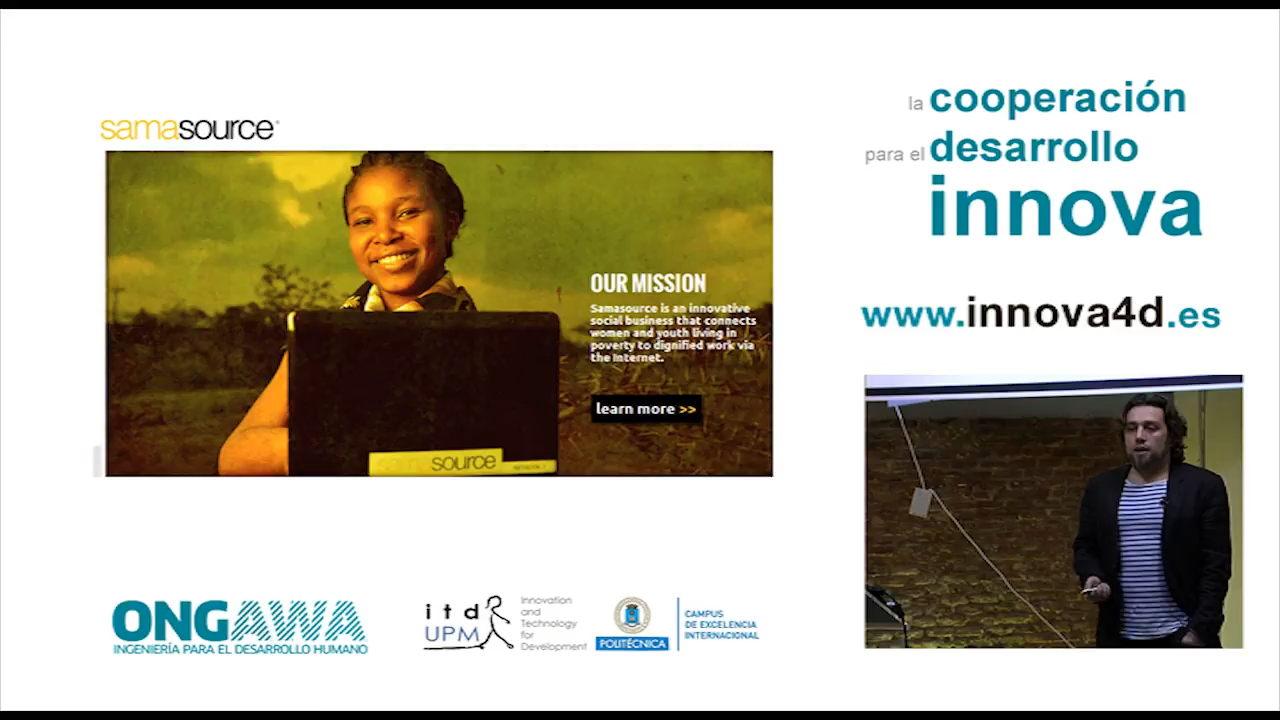 samasource
OUR MISSION
Samasource is an innovative
social business that connects
women and youth living in
poverty to dignified work via
the Internet.
learn more >>
samasource
la cooperación
para el desarrollo
innova
www.innova4d.es
ONGAWA
INGENIERÍA PARA EL DESARROLLO HUMANO
itd
UPM
Innovation
and
Technology
for
Development
POLITÉCNICA
CAMPUS
DE EXCELENCIA
INTERNACIONAL